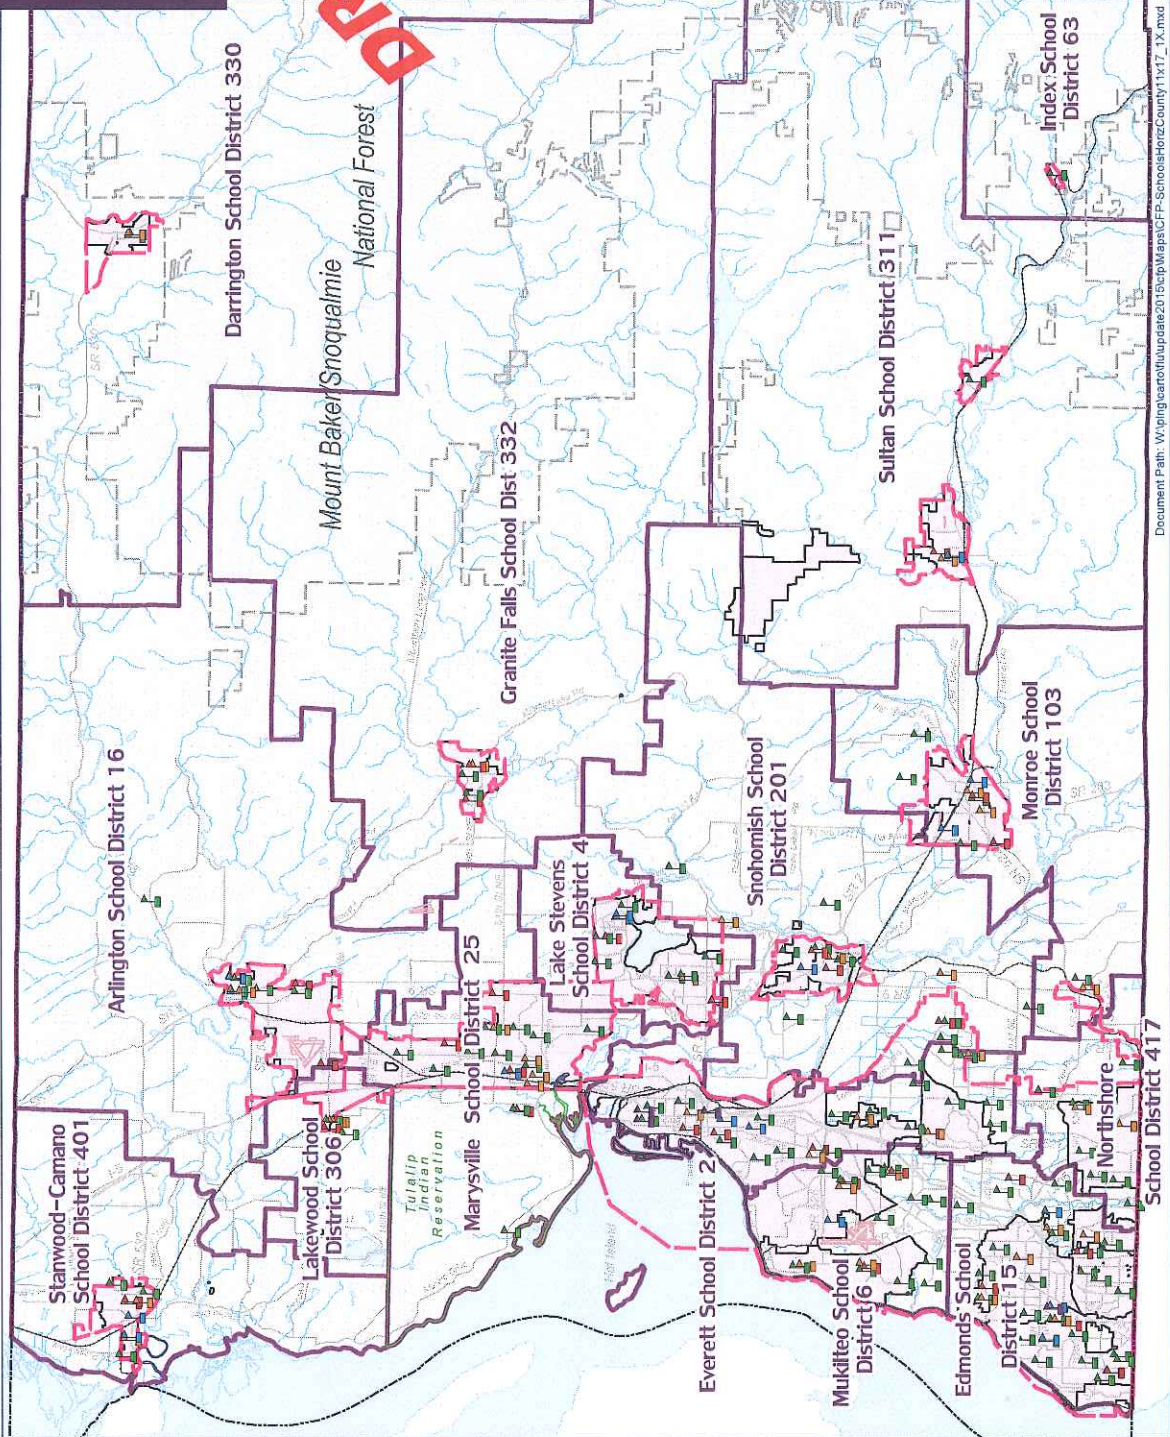 DR
Darrington School District 330
Mount Baker/Snoqualmie
National Forest
Index School
District 63
Granite Falls School Dist 332
Sultan School District 311
Arlington School District 16
Lake Stevens
School District 4
Snohomish School
District 201
Monroe School
District 103
Stanwood-Camano
School District 401
Lakewood School
District 306
Tulalip
Indian
Reservation
Marysville School District 25
Everett School District 2
Mukilteo School
District 6
Edmonds School
District 15
Northshore
School District 417
Document Path: W:\plng\carto\flu\update2015\cfp\Maps\CFP-SchoolsHorizCounty11x17_1X.mxd